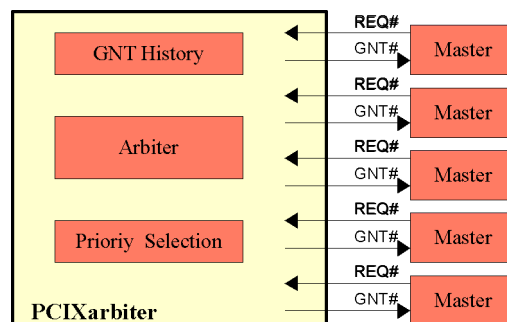 REQ#
GNT History
GNT#
Master
REQ#
GNT#
Master
Arbiter
REQ#
GNT#
Master
REQ#
Prioriy Selection
GNT#
Master
REQ#
GNT#
Master
PCIXarbiter